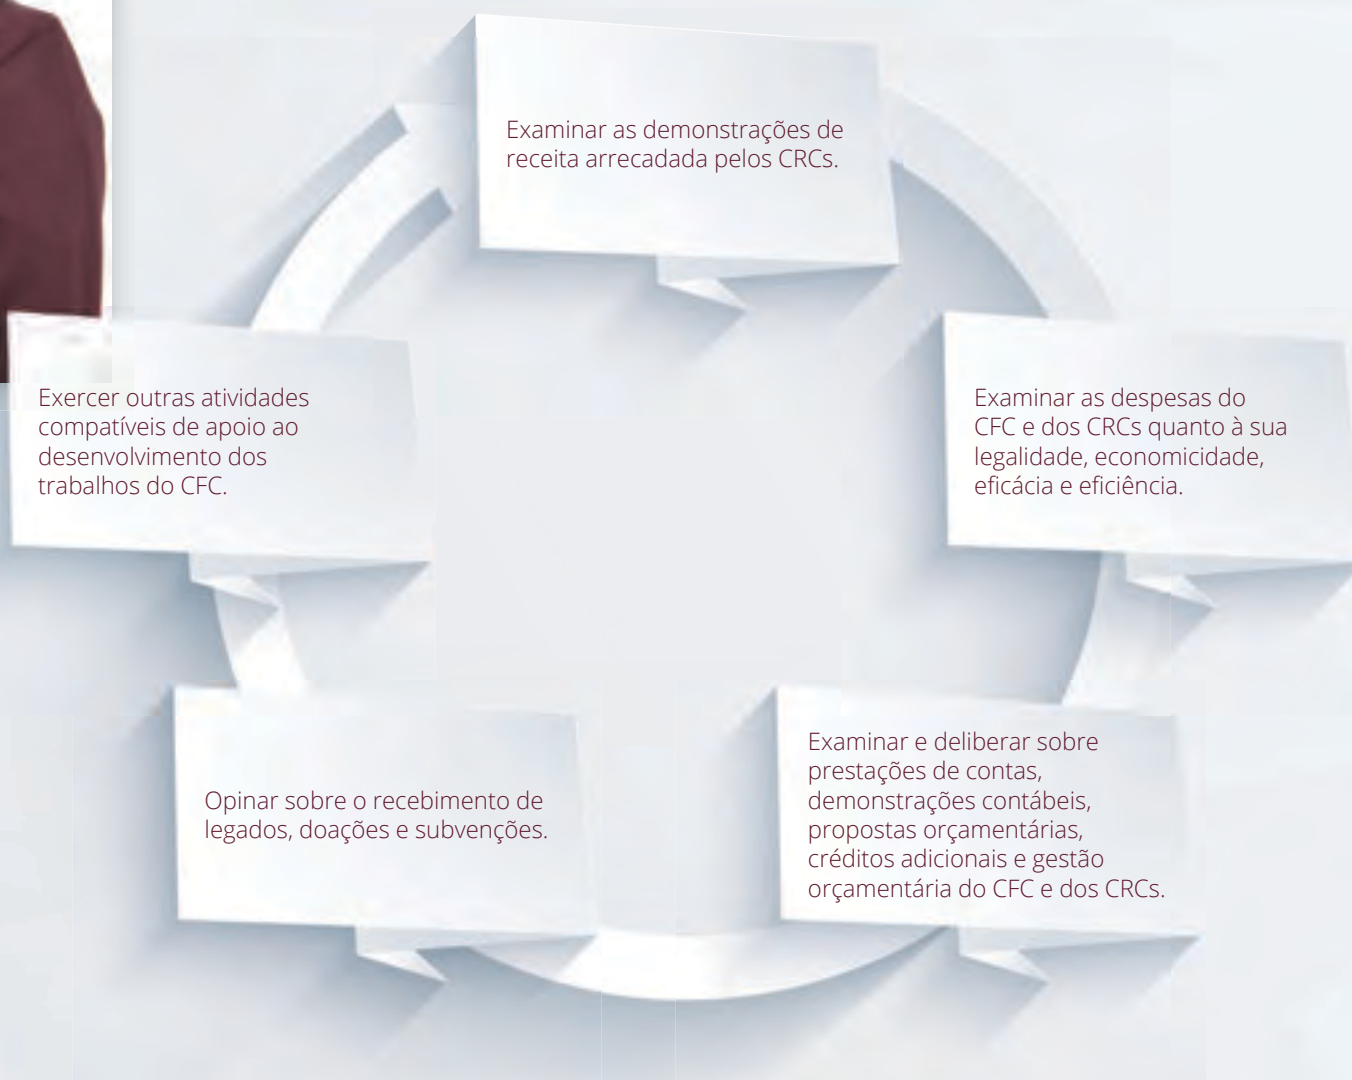 Examinar as demonstrações de
receita arrecadada pelos CRCs.
Examinar as despesas do
CFC e dos CRCs quanto à sua
legalidade, economicidade,
eficácia e eficiência.
Examinar e deliberar sobre
prestações de contas,
demonstrações contábeis,
propostas orçamentárias,
créditos adicionais e gestão
orçamentária do CFC e dos CRCs.
Opinar sobre o recebimento de
legados, doações e subvenções.
Exercer outras atividades
compatíveis de apoio ao
desenvolvimento dos
trabalhos do CFC.